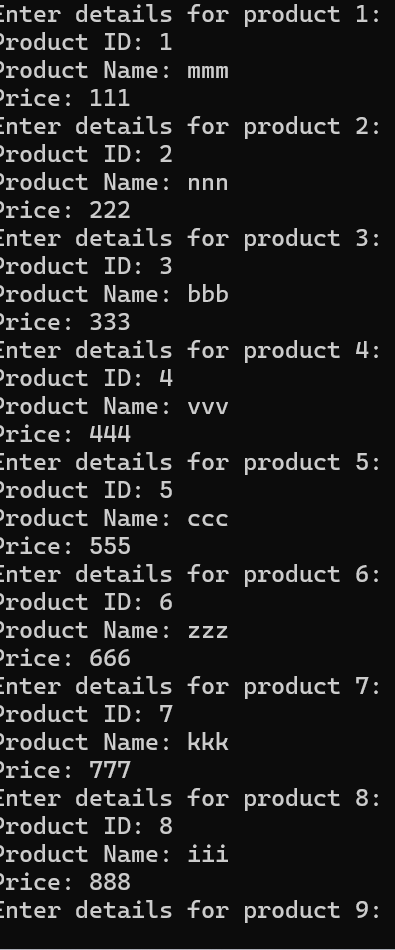 Enter details for product 1:
Product ID: 1
Product Name: mmm
Price: 111
Enter details for product 2:
Product ID: 2
Product Name: nnn
Price: 222
Enter details for product 3:
Product ID: 3
Product Name: bbb
Price: 333
Enter details for product 4:
Product ID: 4
Product Name: vvv
Price: 444
Enter details for product 5:
Product ID: 5
Product Name: ccc
Price: 555
Enter details for product 6:
Product ID: 6
Product Name: zzz
Price: 666
Enter details for product 7:
Product ID: 7
Product Name: kkk
Price: 777
Enter details for product 8:
Product ID: 8
Product Name: iii
Price: 888
Enter details for product 9: